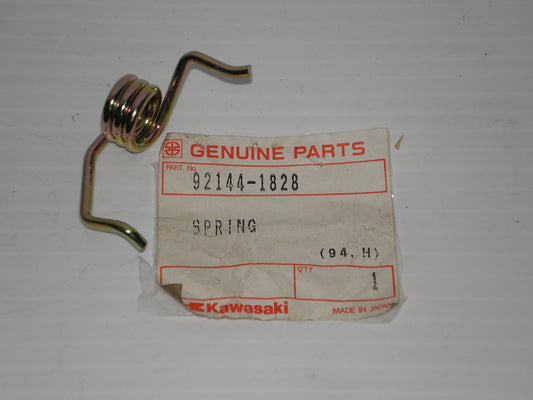 GENUINE PARTS
PART. No.
92144-1828
SPRING
(94, H)
Q'TY
1
Kawasaki
MADE IN JAPAN